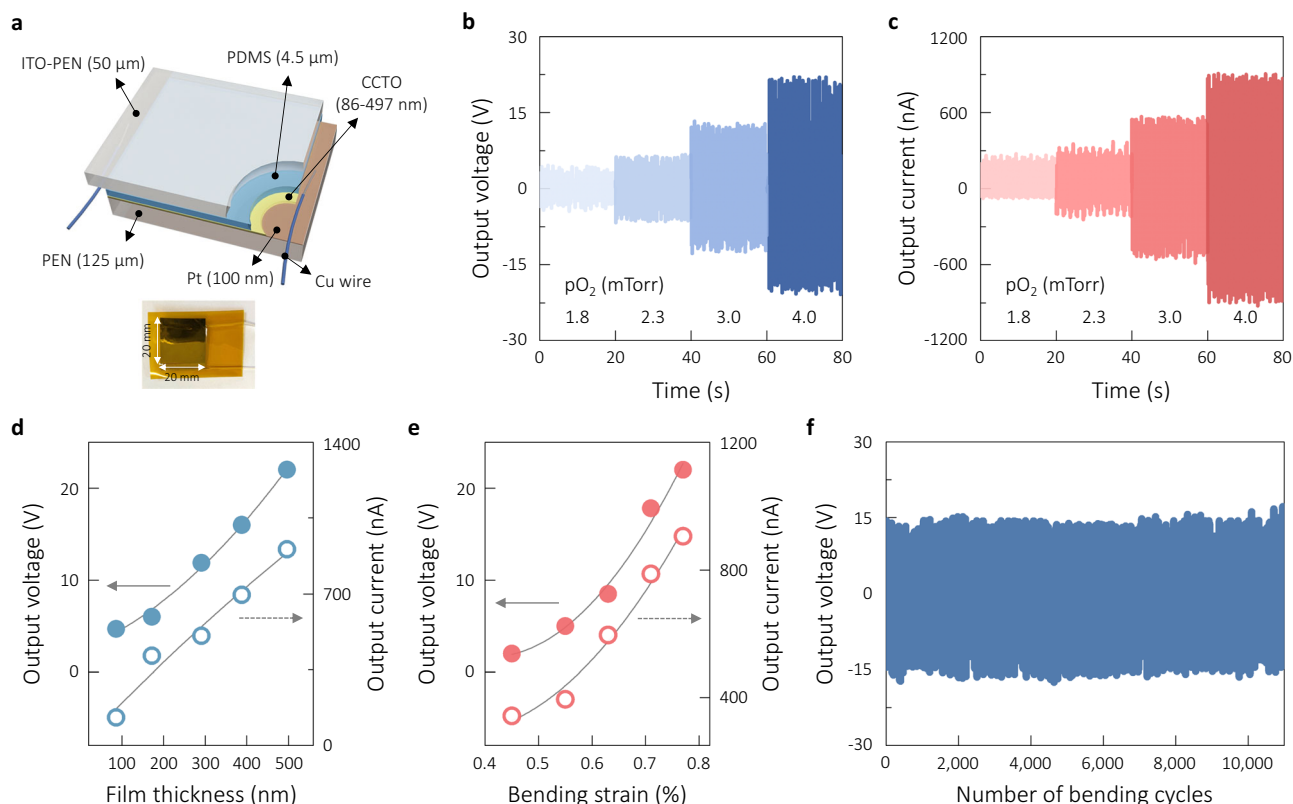 a
ITO-PEN (50 μm)
PDMS (4.5 μm)
CCTO
(86-497 nm)
PEN (125 μm)
Pt (100 nm)
Cu wire
20 mm
20 mm
b
Output voltage (V)
30
15
0
-15
-30
pO₂ (mTorr)
1.8 2.3 3.0 4.0
0 20 40 60 80
Time (s)
c
Output current (nA)
1200
600
0
-600
-1200
pO₂ (mTorr)
1.8 2.3 3.0 4.0
0 20 40 60 80
Time (s)
d
Output voltage (V)
20
10
0
1400
700
0
Output current (nA)
100 200 300 400 500
Film thickness (nm)
e
Output voltage (V)
20
10
0
1200
800
400
Output current (nA)
0.4 0.5 0.6 0.7 0.8
Bending strain (%)
f
Output voltage (V)
30
15
0
-15
-30
0 2,000 4,000 6,000 8,000 10,000
Number of bending cycles